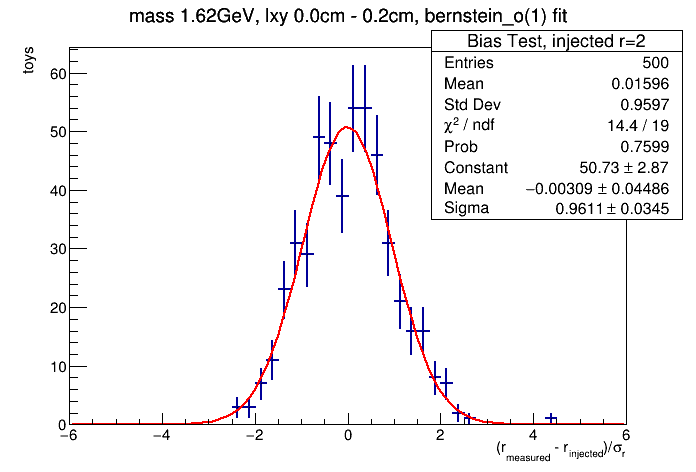 mass 1.62GeV, lxy 0.0cm - 0.2cm, bernstein_o(1) fit
toys
Bias Test, injected r=2
Entries 500
Mean 0.01596
Std Dev 0.9597
χ² / ndf 14.4 / 19
Prob 0.7599
Constant 50.73 ± 2.87
Mean −0.00309 ± 0.04486
Sigma 0.9611 ± 0.0345
60
50
40
30
20
10
0
−6 −4 −2 0 2 4 6
(r_measured - r_injected)/σ_r